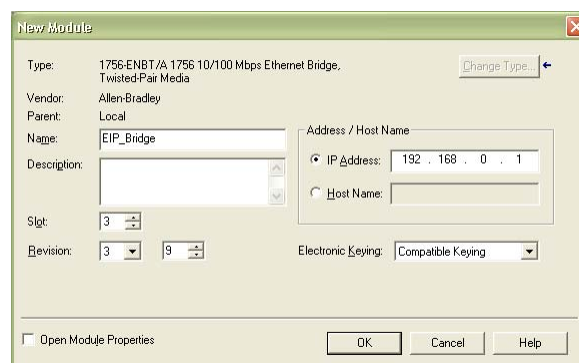 New Module
Type: 1756-ENBT/A 1756 10/100 Mbps Ethernet Bridge,
Twisted-Pair Media
Change Type...
Vendor: Allen-Bradley
Parent: Local
Name: EIP_Bridge
Address / Host Name
IP Address: 192 . 168 . 0 . 1
Description:
Host Name:
Slot: 3
Revision: 3 9
Electronic Keying: Compatible Keying
Open Module Properties
OK Cancel Help